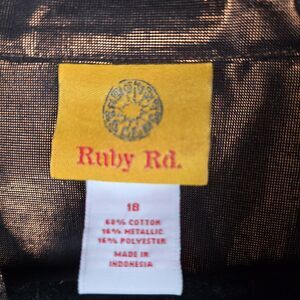 Ruby Rd.
18
68% COTTON
16% METALLIC
16% POLYESTER
MADE IN
INDONESIA